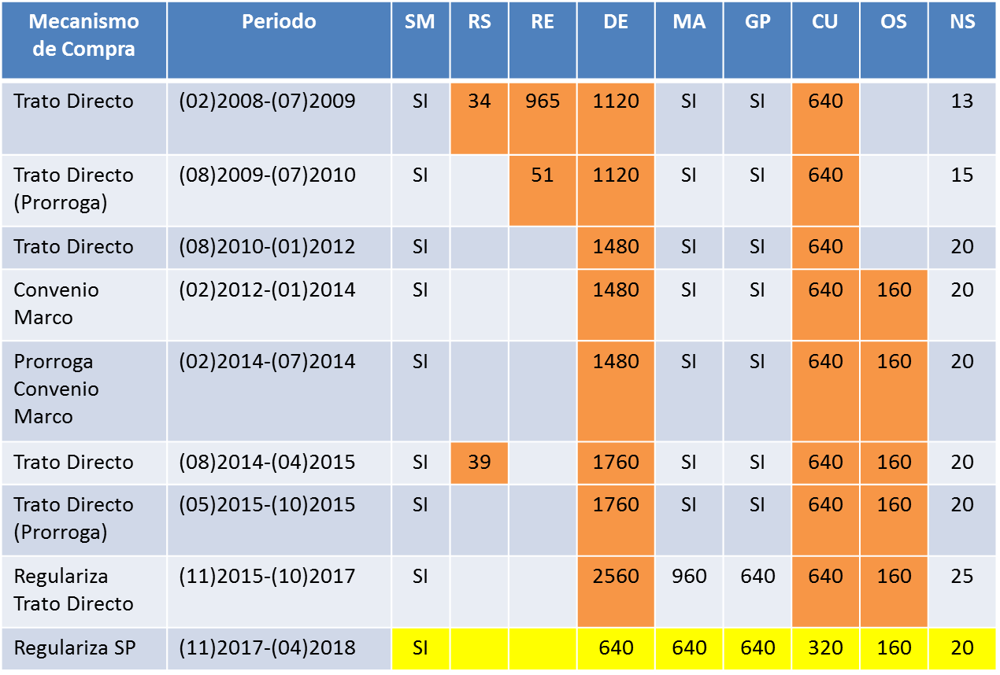 Mecanismo de Compra Periodo SM RS RE DE MA GP CU OS NS
Trato Directo (02)2008-(07)2009 SI 34 965 1120 SI SI 640 13
Trato Directo (Prorroga) (08)2009-(07)2010 SI 51 1120 SI SI 640 15
Trato Directo (08)2010-(01)2012 SI 1480 SI SI 640 20
Convenio Marco (02)2012-(01)2014 SI 1480 SI SI 640 160 20
Prorroga Convenio Marco (02)2014-(07)2014 SI 1480 SI SI 640 160 20
Trato Directo (08)2014-(04)2015 SI 39 1760 SI SI 640 160 20
Trato Directo (Prorroga) (05)2015-(10)2015 SI 1760 SI SI 640 160 20
Regulariza Trato Directo (11)2015-(10)2017 SI 2560 960 640 640 160 25
Regulariza SP (11)2017-(04)2018 SI 640 640 640 320 160 20